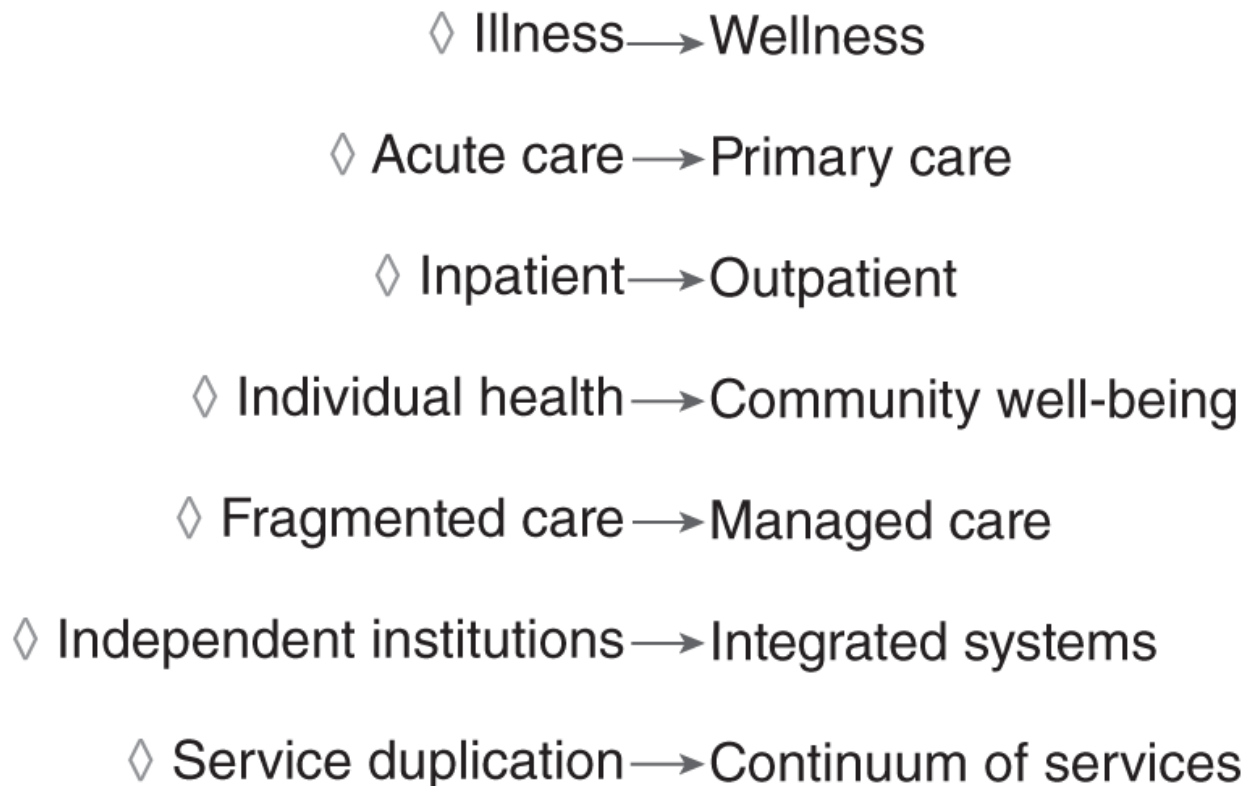 ◊ Illness → Wellness
◊ Acute care → Primary care
◊ Inpatient → Outpatient
◊ Individual health → Community well-being
◊ Fragmented care → Managed care
◊ Independent institutions → Integrated systems
◊ Service duplication → Continuum of services